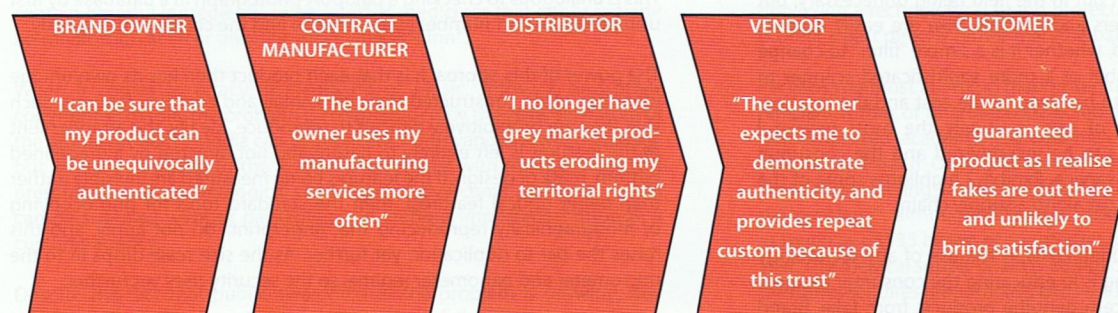 BRAND OWNER
“I can be sure that
my product can
be unequivocally
authenticated”
CONTRACT
MANUFACTURER
“The brand
owner uses my
manufacturing
services more
often”
DISTRIBUTOR
“I no longer have
grey market prod-
ucts eroding my
territorial rights”
VENDOR
“The customer
expects me to
demonstrate
authenticity, and
provides repeat
custom because of
this trust”
CUSTOMER
“I want a safe,
guaranteed
product as I realise
fakes are out there
and unlikely to
bring satisfaction”